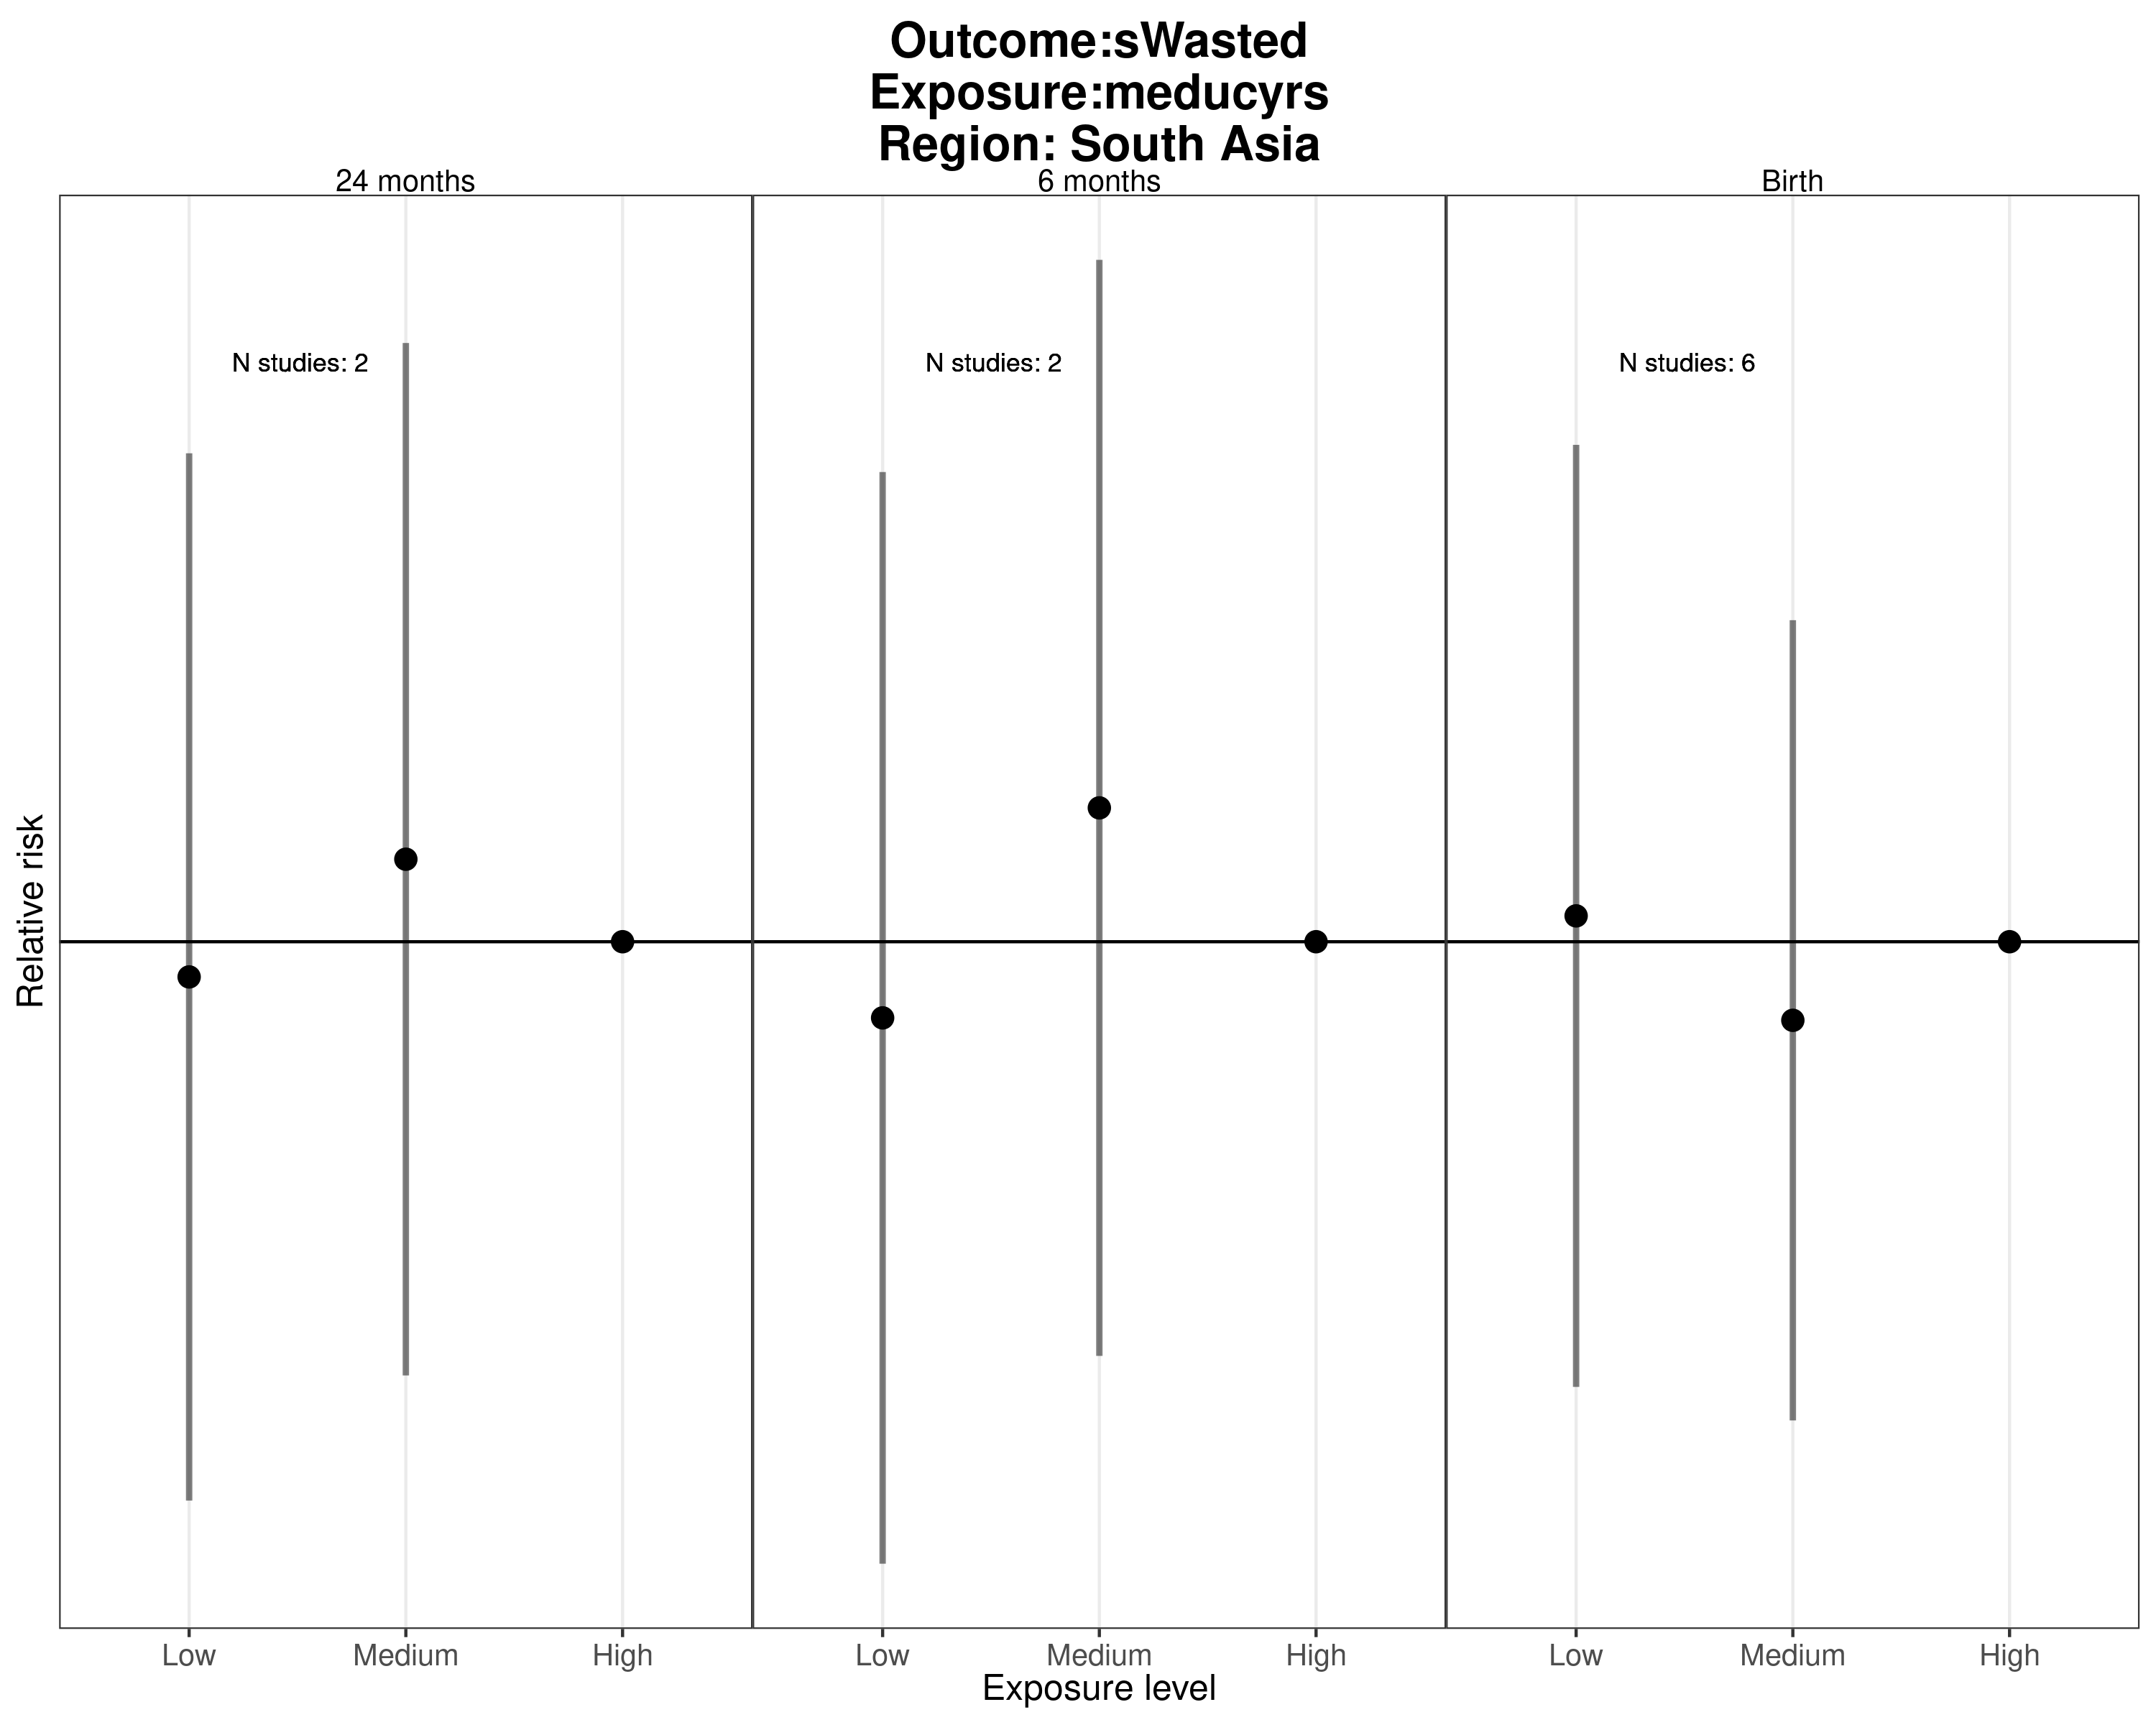 Outcome:sWasted
Exposure:meducyrs
Region: South Asia
24 months
6 months
Birth
N studies: 2
N studies: 2
N studies: 6
Relative risk
Low
Medium
High
Low
Medium
High
Low
Medium
High
Exposure level